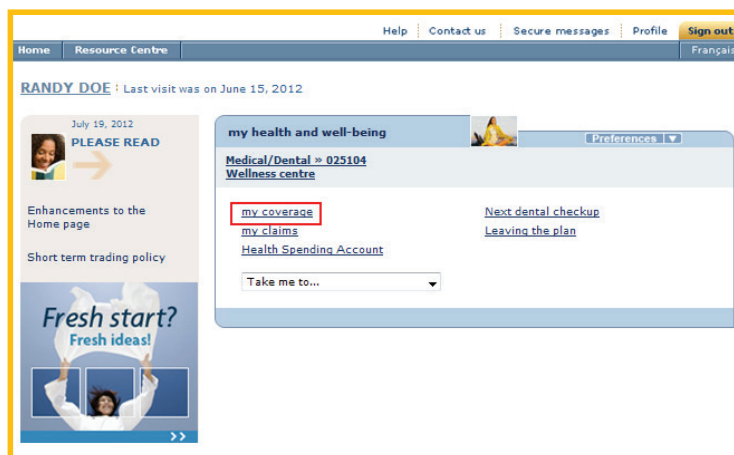 Help Contact us Secure messages Profile Sign out
Home Resource Centre Français
RANDY DOE : Last visit was on June 15, 2012
July 19, 2012
PLEASE READ
Enhancements to the
Home page
Short term trading policy
Fresh start?
Fresh ideas!
>>
my health and well-being
Preferences
Medical/Dental » 025104
Wellness centre
my coverage
my claims
Health Spending Account
Next dental checkup
Leaving the plan
Take me to...